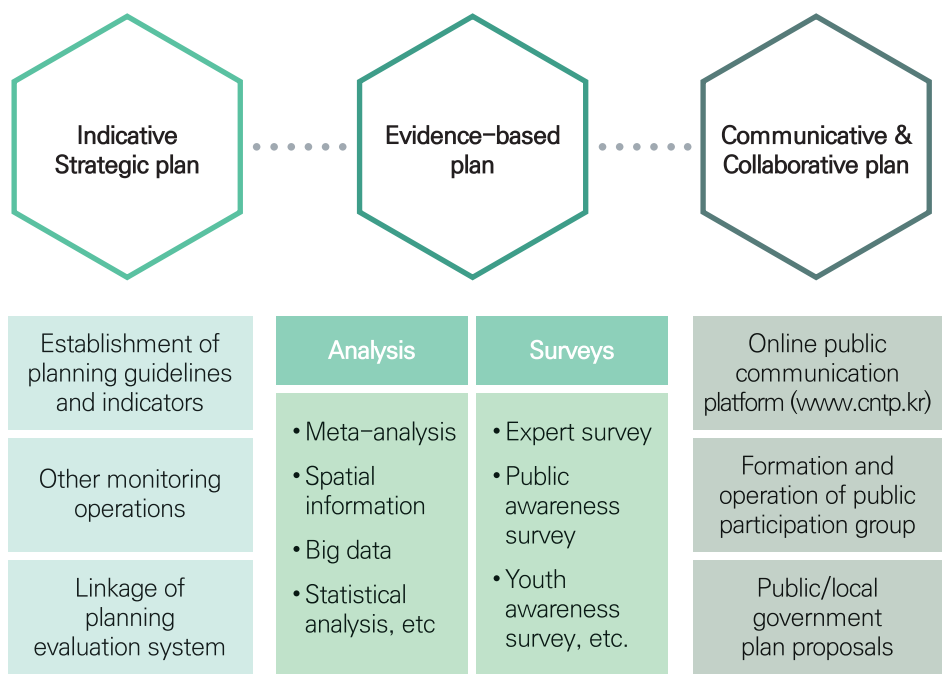 Indicative
Strategic plan
Evidence-based
plan
Communicative &
Collaborative plan
Establishment of
planning guidelines
and indicators
Other monitoring
operations
Linkage of
planning
evaluation system
Analysis
• Meta-analysis
• Spatial
information
• Big data
• Statistical
analysis, etc
Surveys
• Expert survey
• Public
awareness
survey
• Youth
awareness
survey, etc.
Online public
communication
platform (www.cntp.kr)
Formation and
operation of public
participation group
Public/local
government
plan proposals